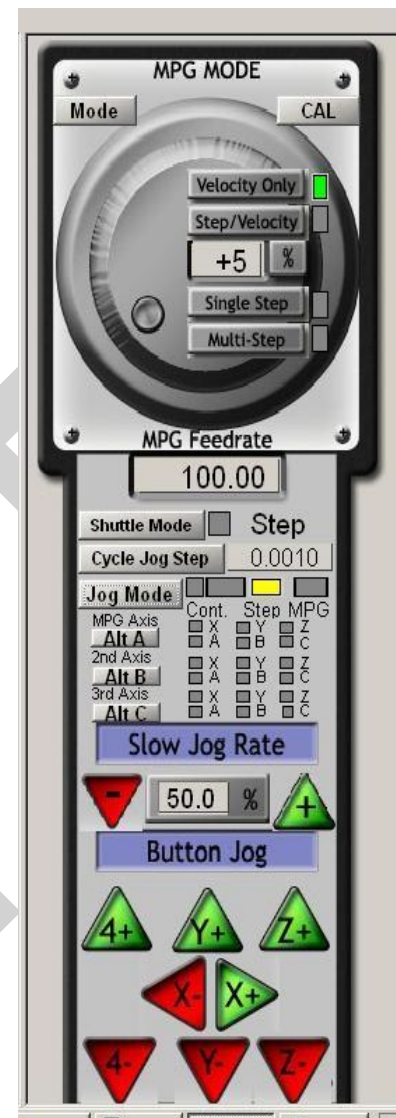 MPG MODE
Mode CAL
Velocity Only
Step/Velocity
+5 %
Single Step
Multi-Step
MPG Feedrate
100.00
Shuttle Mode Step
Cycle Jog Step 0.0010
Jog Mode
Cont. Step MPG
MPG Axis X Y Z
Alt A A B C
2nd Axis X Y Z
Alt B A B C
3rd Axis X Y Z
Alt C A B C
Slow Jog Rate
- 50.0 % +
Button Jog
4+ Y+ Z+
X- X+
4- Y- Z-